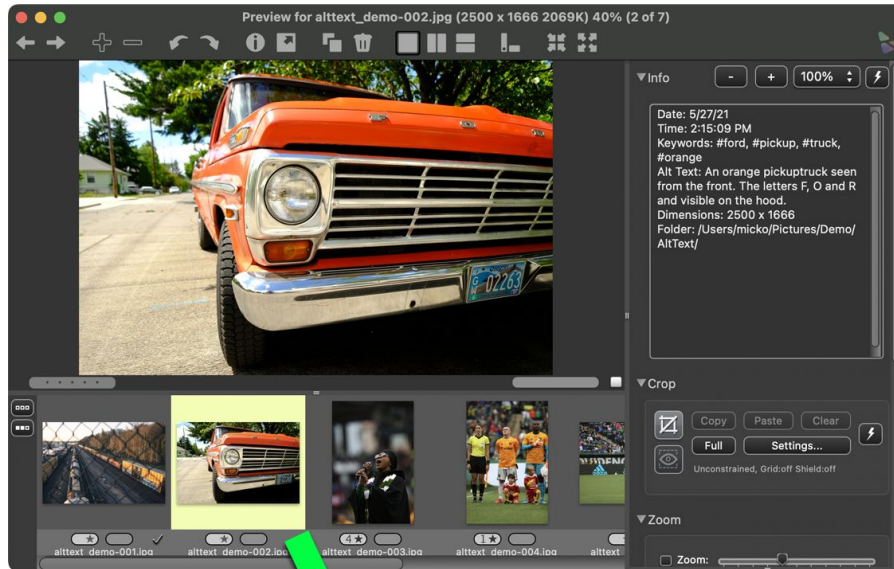 Preview for alttext_demo-002.jpg (2500 x 1666 2069K) 40% (2 of 7)
Info
-
+
100%
Date: 5/27/21
Time: 2:15:09 PM
Keywords: #ford, #pickup, #truck,
#orange
Alt Text: An orange pickuptruck seen
from the front. The letters F, O and R
and visible on the hood.
Dimensions: 2500 x 1666
Folder: /Users/micko/Pictures/Demo/
AltText/
02263
Crop
Copy Paste Clear
Full Settings...
Unconstrained, Grid:off Shield:off
4★ 1★
alttext_demo-001.jpg alttext_demo-002.jpg alttext_demo-003.jpg alttext_demo-004.jpg alttext
Zoom
Zoom: